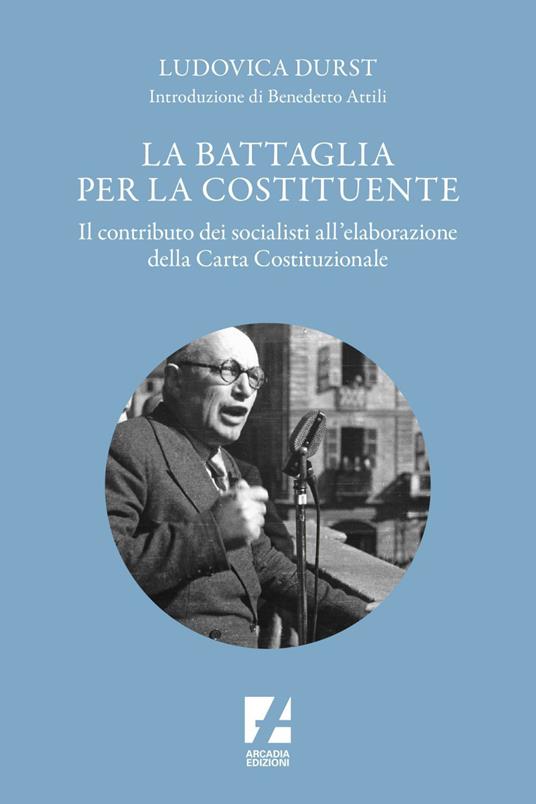 LUDOVICA DURST
Introduzione di Benedetto Attili
LA BATTAGLIA
PER LA COSTITUENTE
Il contributo dei socialisti all'elaborazione
della Carta Costituzionale
ARCADIA
EDIZIONI